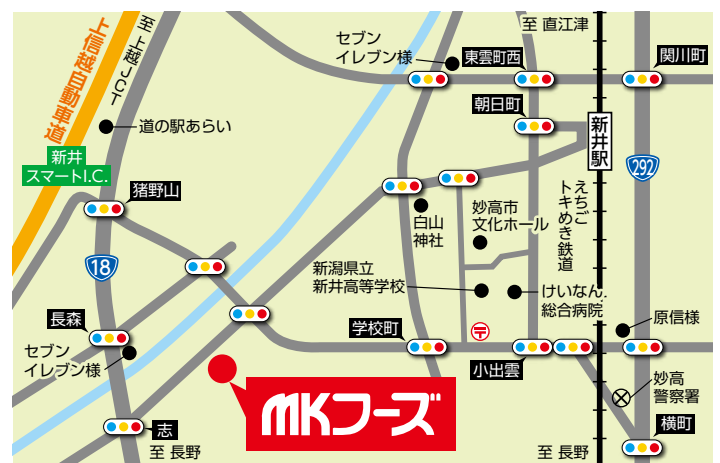 至 上越JCT
上信越自動車道
セブン
イレブン様
至 直江津
東雲町西
関川町
朝日町
道の駅あらい
新井
スマートI.C.
新井駅
292
猪野山
白山
神社
妙高市
文化ホール
えちご
トキめき鉄道
18
新潟県立
新井高等学校
けいなん
総合病院
長森
学校町
〒
原信様
セブン
イレブン様
小出雲
妙高
警察署
MKフーズ
志
横町
至 長野
至 長野